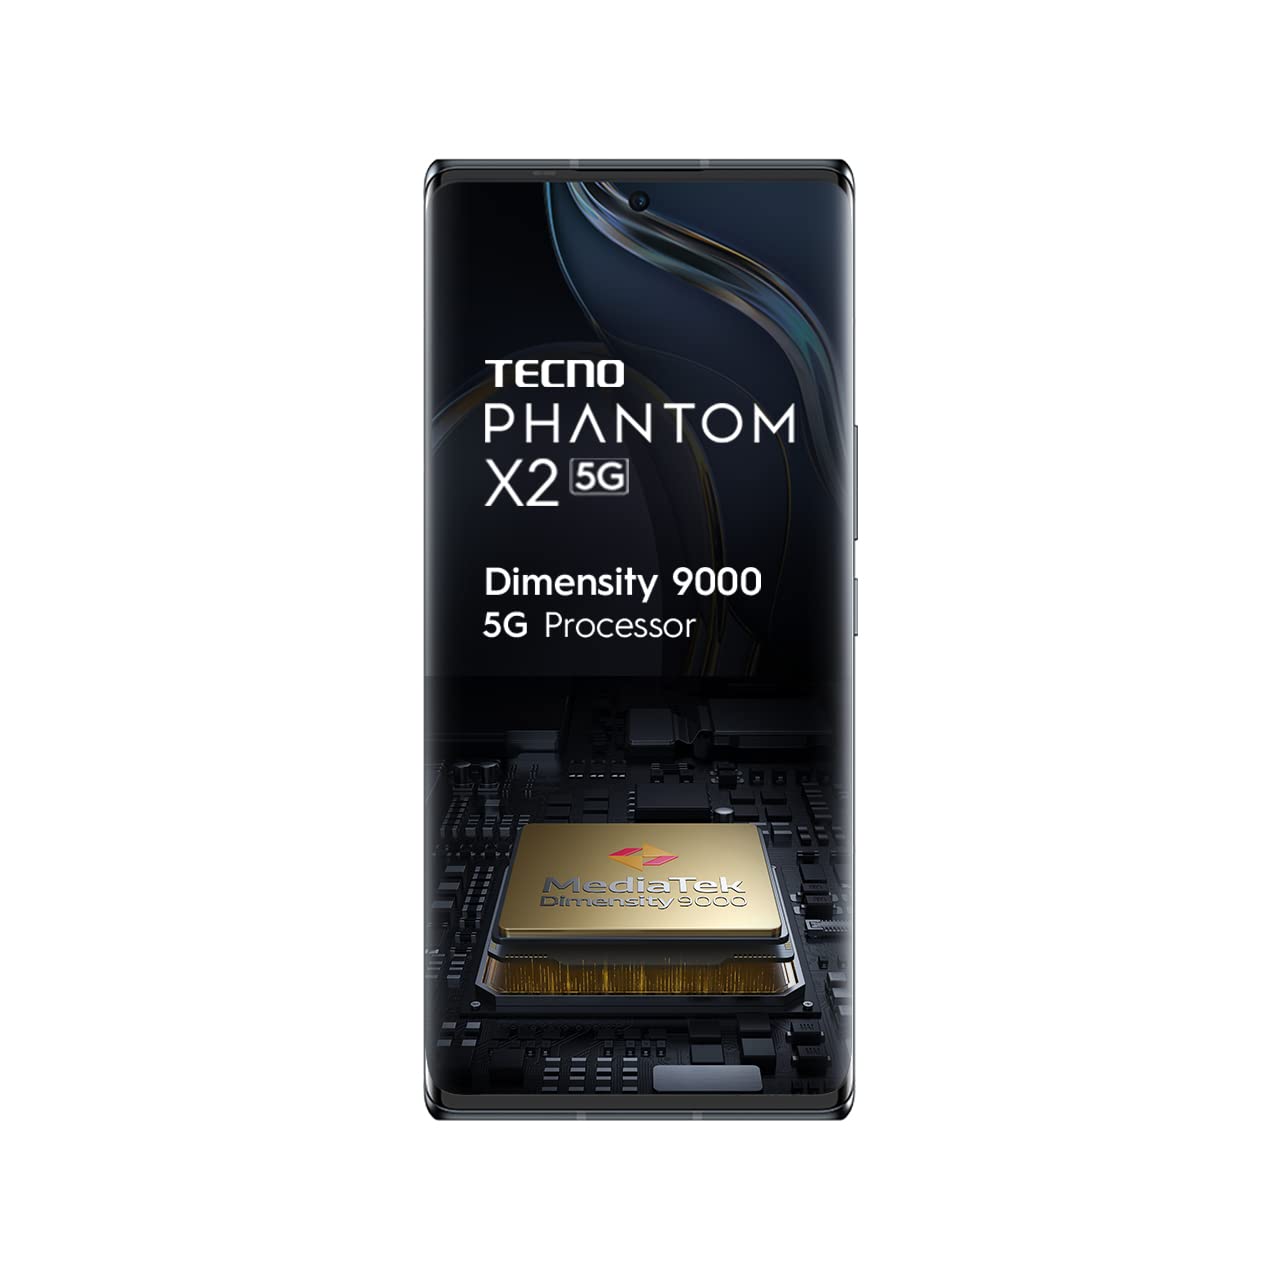 TECNO
PHANTOM
X2 5G
Dimensity 9000
5G Processor
MediaTek
Dimensity 9000